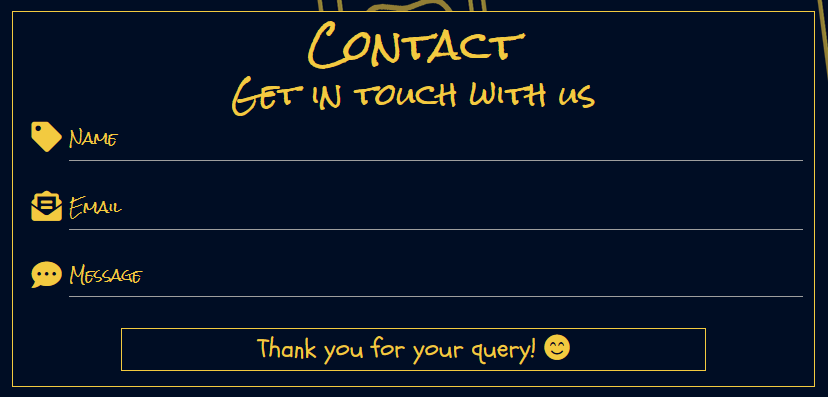 Contact
Get in touch with us
Name
Email
Message
Thank you for your query! 😊